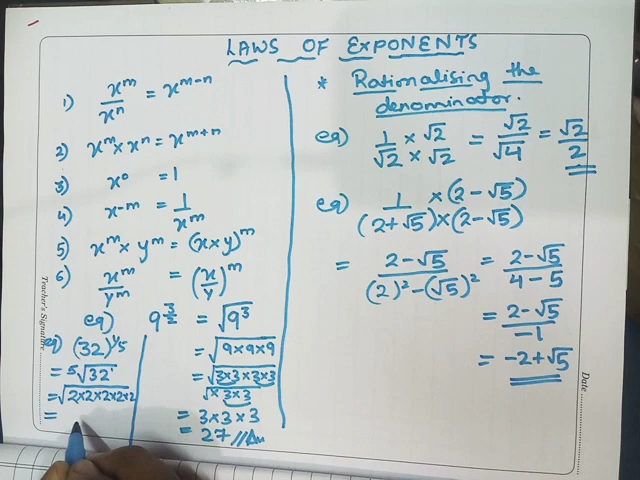 LAWS OF EXPONENTS
1) x^m/x^n = x^(m-n)
2) x^m × x^n = x^(m+n)
3) x^0 = 1
4) x^-m = 1/x^m
5) x^m × y^m = (x×y)^m
6) x^m/y^m = (x/y)^m
eg) 9^(3/2) = √9³
= √9×9×9
= √3×3×3×3
√×3×3
= 3×3×3
= 27 // Ans
eg) (32)^(1/5)
= ⁵√32
= √2×2×2×2×2
=
* Rationalising the
denominator.
eg) 1/√2 × √2/√2 = √2/√4 = √2/2
eg) 1/(2+√5) × (2-√5)/(2-√5)
= (2-√5)/((2)²-(√5)²) = (2-√5)/(4-5)
= (2-√5)/-1
= -2+√5
Teacher's Signature
Date